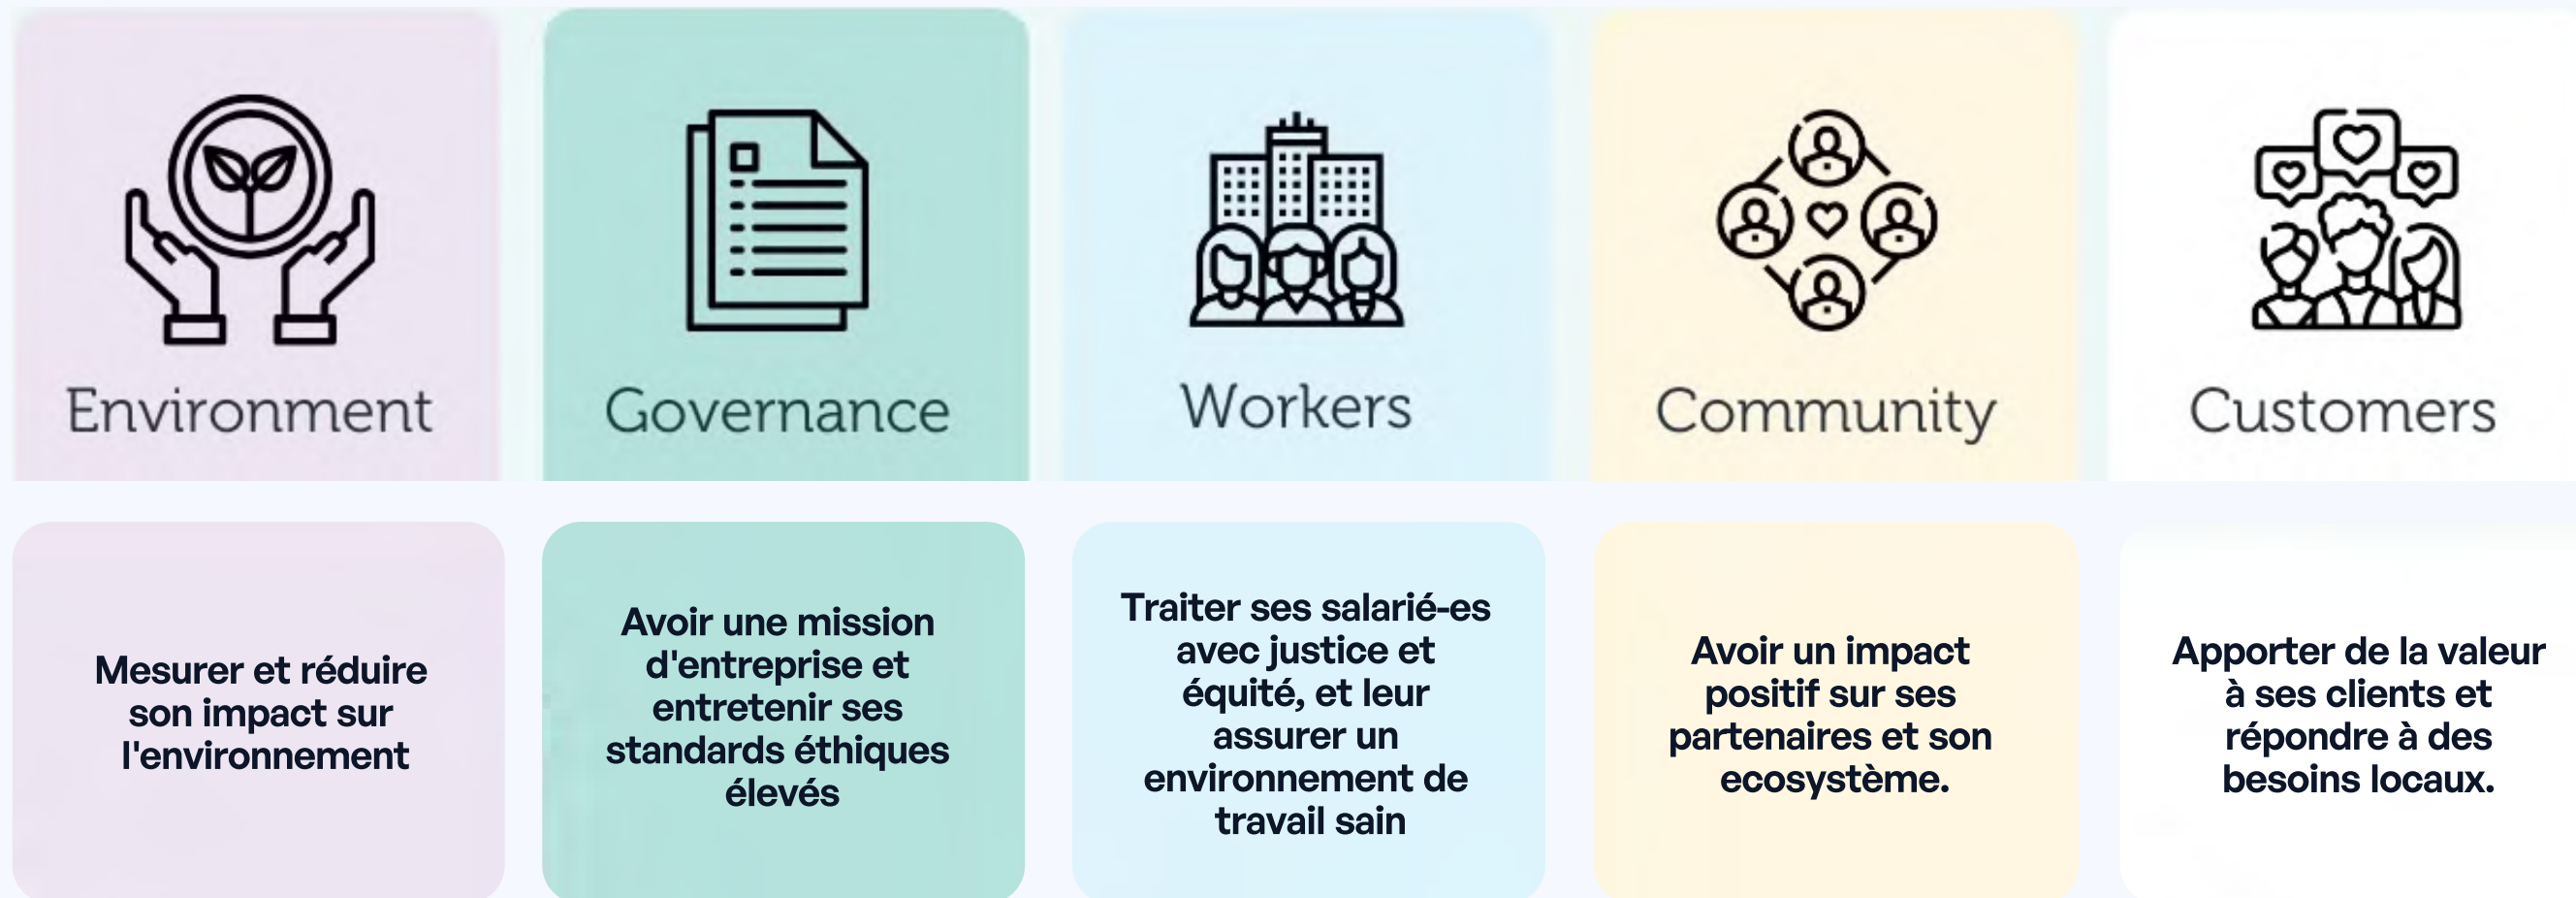 Environment
Governance
Workers
Community
Customers
Mesurer et réduire
son impact sur
l'environnement
Avoir une mission
d'entreprise et
entretenir ses
standards éthiques
élevés
Traiter ses salarié-es
avec justice et
équité, et leur
assurer un
environnement de
travail sain
Avoir un impact
positif sur ses
partenaires et son
ecosystème.
Apporter de la valeur
à ses clients et
répondre à des
besoins locaux.